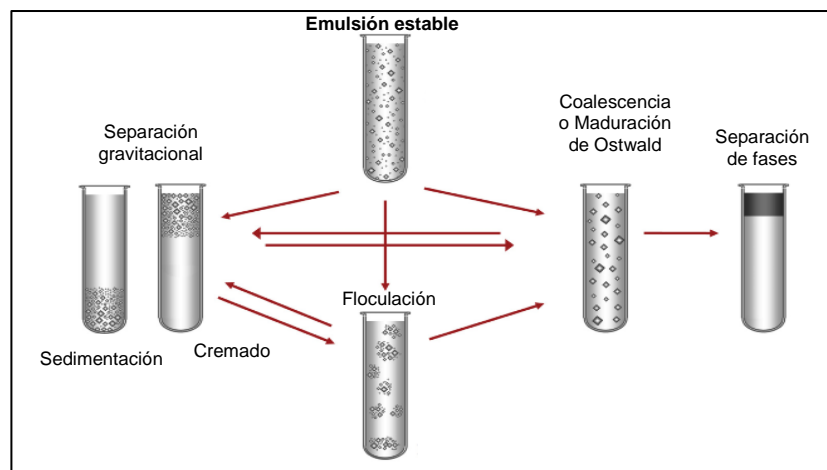 Emulsión estable
Separación
gravitacional
Coalescencia
o Maduración
de Ostwald
Separación
de fases
Floculación
Sedimentación
Cremado